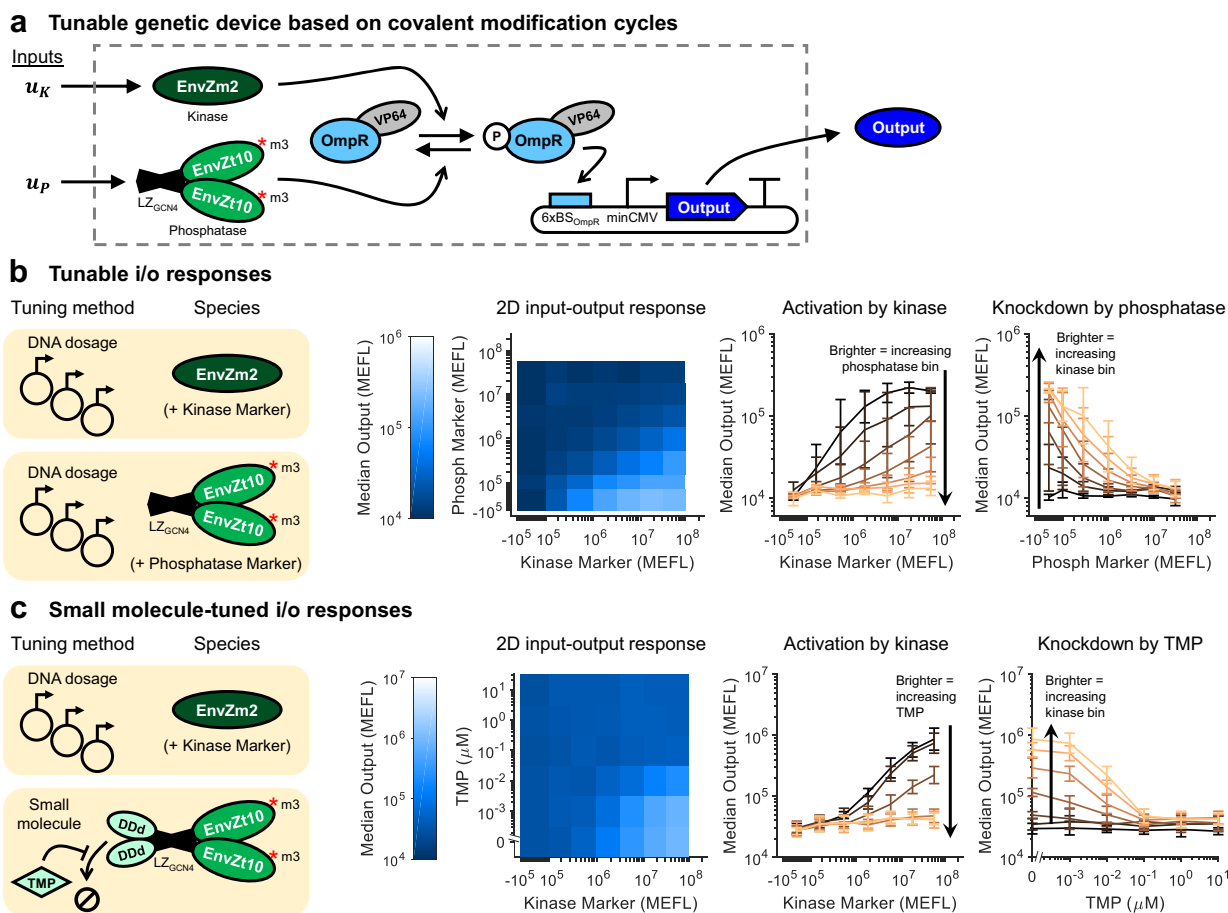 a Tunable genetic device based on covalent modification cycles
Inputs
u_K
EnvZm2
Kinase
u_P
EnvZt10
* m3
EnvZt10
* m3
LZ_GCN4
Phosphatase
VP64
OmpR
P
VP64
OmpR
6xBS_OmpR minCMV
Output
Output
b Tunable i/o responses
Tuning method
Species
DNA dosage
EnvZm2
(+ Kinase Marker)
DNA dosage
EnvZt10
* m3
EnvZt10
* m3
LZ_GCN4
(+ Phosphatase Marker)
Median Output (MEFL)
10^6
10^5
10^4
2D input-output response
Phosph Marker (MEFL)
10^8
10^7
10^6
10^5
-10^5
-10^5 10^5 10^6 10^7 10^8
Kinase Marker (MEFL)
Activation by kinase
Brighter = increasing
phosphatase bin
Median Output (MEFL)
10^6
10^5
10^4
-10^5 10^5 10^6 10^7 10^8
Kinase Marker (MEFL)
Knockdown by phosphatase
Brighter =
increasing
kinase bin
Median Output (MEFL)
10^6
10^5
10^4
-10^5 10^5 10^6 10^7 10^8
Phosph Marker (MEFL)
c Small molecule-tuned i/o responses
Tuning method
Species
DNA dosage
EnvZm2
(+ Kinase Marker)
Small
molecule
TMP
DDd
DDd
LZ_GCN4
EnvZt10
* m3
EnvZt10
* m3
Median Output (MEFL)
10^7
10^6
10^5
10^4
2D input-output response
TMP (μM)
10^1
10^0
10^-1
10^-2
10^-3
0
-10^5 10^5 10^6 10^7 10^8
Kinase Marker (MEFL)
Activation by kinase
Brighter =
increasing
TMP
Median Output (MEFL)
10^7
10^6
10^5
10^4
-10^5 10^5 10^6 10^7 10^8
Kinase Marker (MEFL)
Knockdown by TMP
Brighter =
increasing
kinase bin
Median Output (MEFL)
10^7
10^6
10^5
10^4
0 10^-3 10^-2 10^-1 10^0 10^1
TMP (μM)